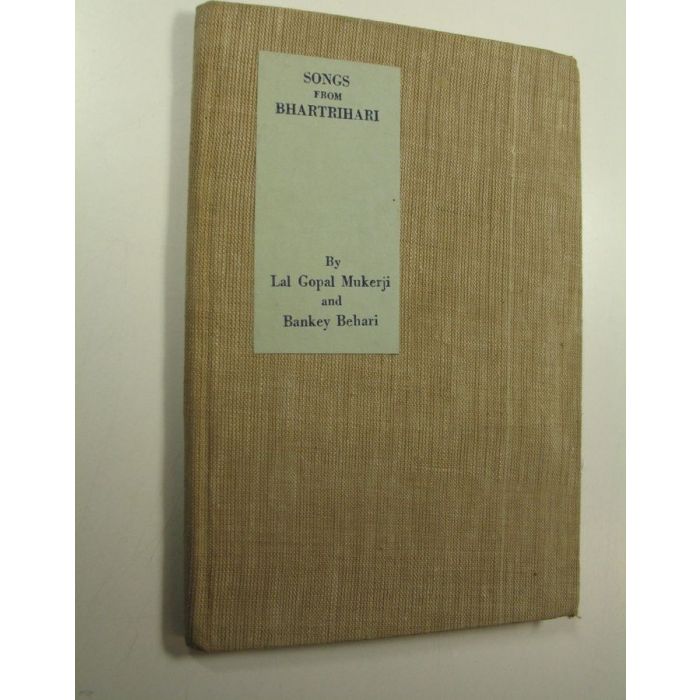 SONGS
FROM
BHARTRIHARI
By
Lal Gopal Mukerji
and
Bankey Behari